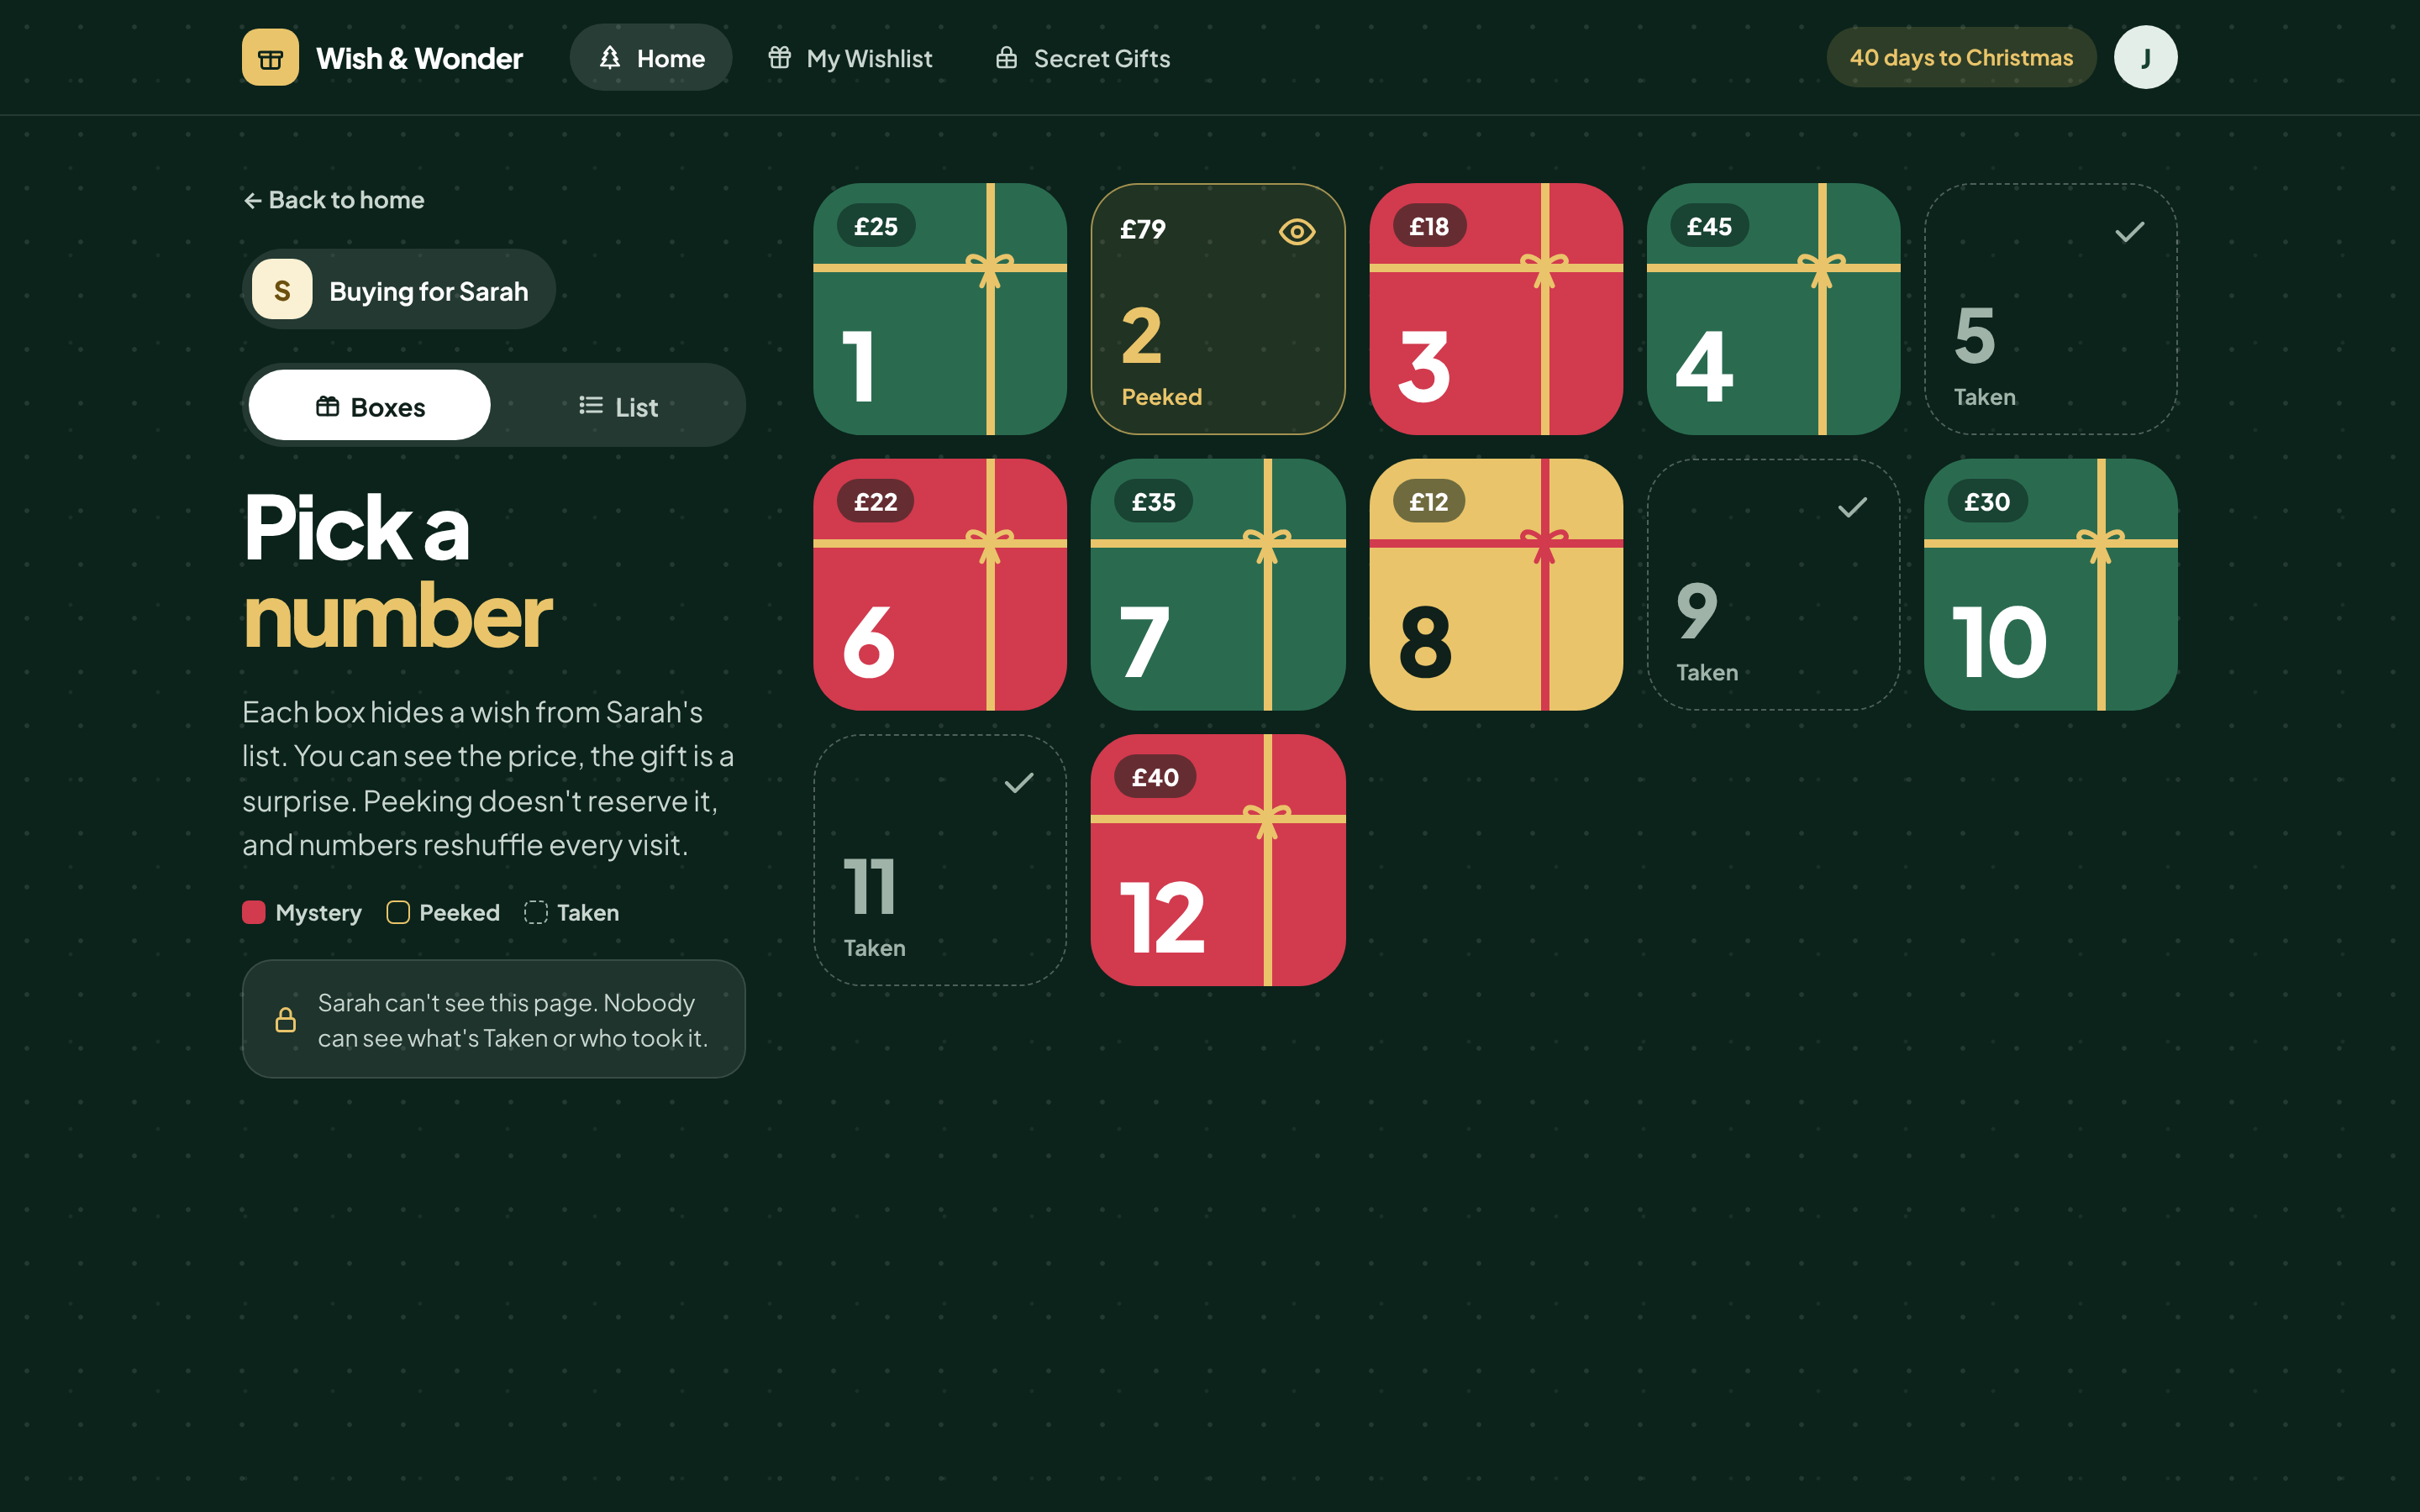 Wish & Wonder
Home
My Wishlist
Secret Gifts
40 days to Christmas
J
← Back to home
S
Buying for Sarah
Boxes
List
Pick a
number
Each box hides a wish from Sarah's
list. You can see the price, the gift is a
surprise. Peeking doesn't reserve it,
and numbers reshuffle every visit.
Mystery
Peeked
Taken
Sarah can't see this page. Nobody
can see what's Taken or who took it.
£25
1
£79
2
Peeked
£18
3
£45
4
5
Taken
£22
6
£35
7
£12
8
9
Taken
£30
10
11
Taken
£40
12